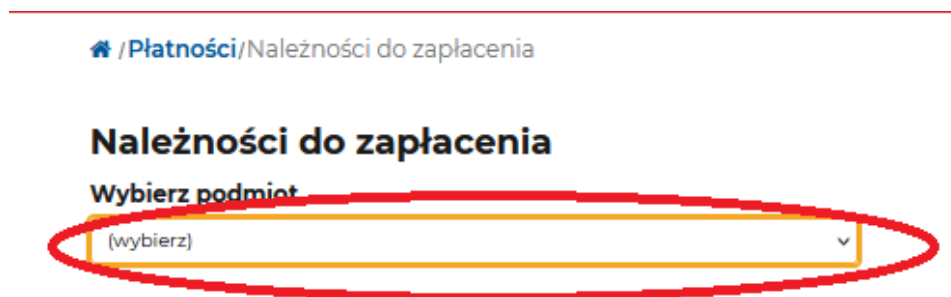 /Płatności/Należności do zapłacenia
Należności do zapłacenia
Wybierz podmiot
(wybierz)